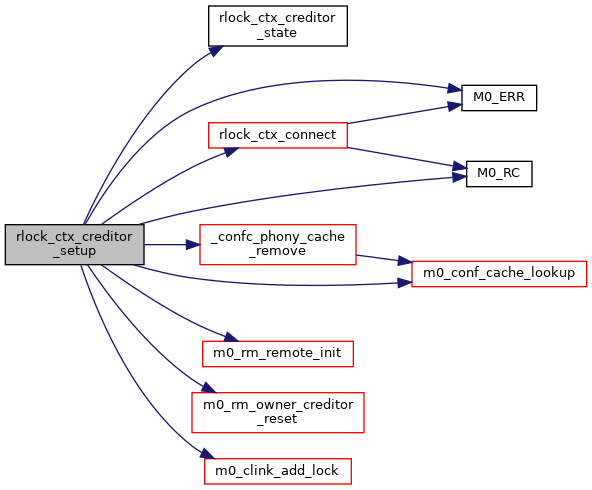 rlock_ctx_creditor
_state
M0_ERR
rlock_ctx_connect
M0_RC
rlock_ctx_creditor
_setup
_confc_phony_cache
_remove
m0_conf_cache_lookup
m0_rm_remote_init
m0_rm_owner_creditor
_reset
m0_clink_add_lock